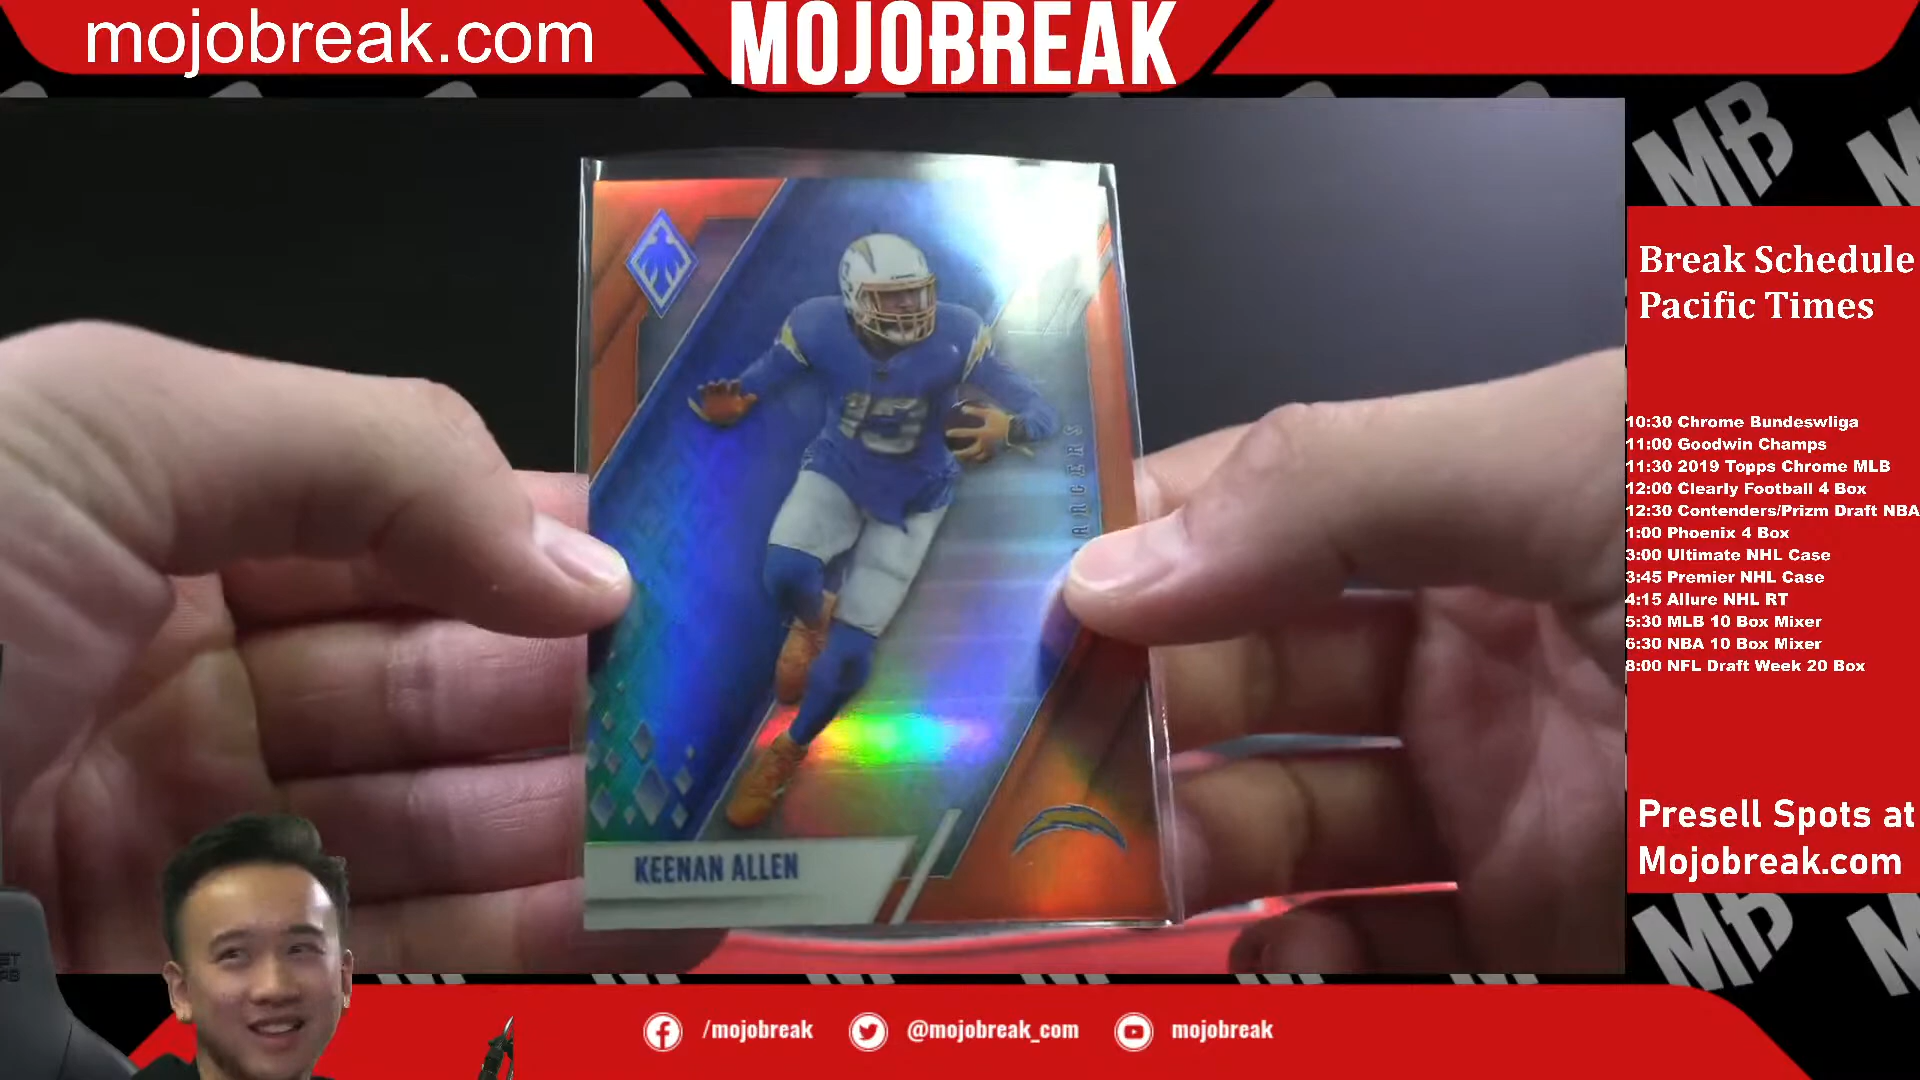 mojobreak.com
MOJOBREAK
MB
Break Schedule
Pacific Times
10:30 Chrome Bundeswliga
11:00 Goodwin Champs
11:30 2019 Topps Chrome MLB
12:00 Clearly Football 4 Box
12:30 Contenders/Prizm Draft NBA
1:00 Phoenix 4 Box
3:00 Ultimate NHL Case
3:45 Premier NHL Case
4:15 Allure NHL RT
5:30 MLB 10 Box Mixer
6:30 NBA 10 Box Mixer
8:00 NFL Draft Week 20 Box
Presell Spots at
Mojobreak.com
MB
13
KEENAN ALLEN
/mojobreak
@mojobreak_com
mojobreak